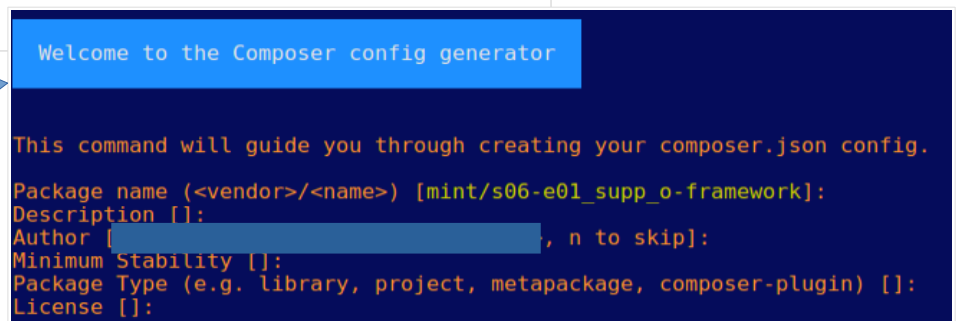 Welcome to the Composer config generator
This command will guide you through creating your composer.json config.
Package name (<vendor>/<name>) [mint/s06-e01_supp_o-framework]:
Description []:
Author [, n to skip]:
Minimum Stability []:
Package Type (e.g. library, project, metapackage, composer-plugin) []:
License []: